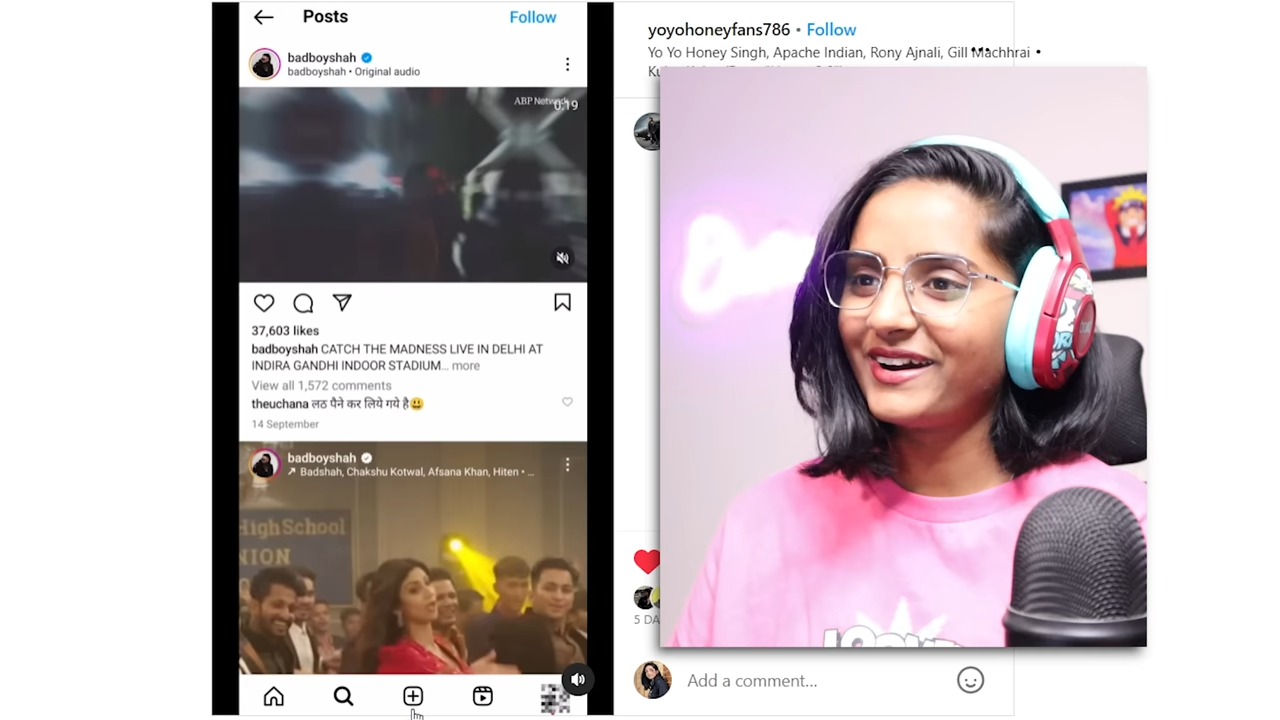 Posts
Follow
badboyshah
badboyshah • Original audio
ABP
0:19
37,603 likes
badboyshah CATCH THE MADNESS LIVE IN DELHI AT
INDIRA GANDHI INDOOR STADIUM... more
View all 1,572 comments
theuchana लठ पैने कर लिये गये है😃
14 September
badboyshah
Badshah, Chakshu Kotwal, Afsana Khan, Hiten • ...
High School
NION
yoyohoneyfans786 • Follow
Yo Yo Honey Singh, Apache Indian, Rony Ajnali, Gill Machhrai •
5 DA
Add a comment...